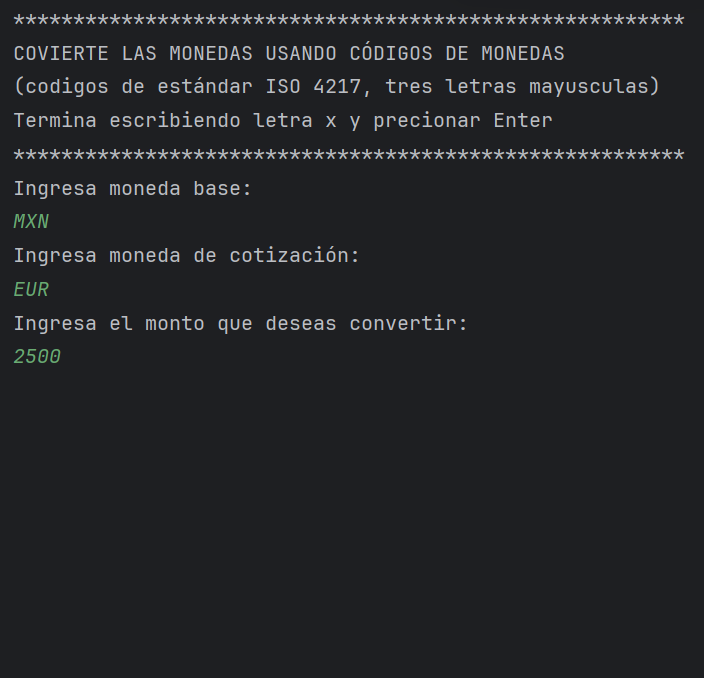 ********************************************************
COVIERTE LAS MONEDAS USANDO CÓDIGOS DE MONEDAS
(codigos de estándar ISO 4217, tres letras mayusculas)
Termina escribiendo letra x y precionar Enter
********************************************************
Ingresa moneda base:
MXN
Ingresa moneda de cotización:
EUR
Ingresa el monto que deseas convertir:
2500